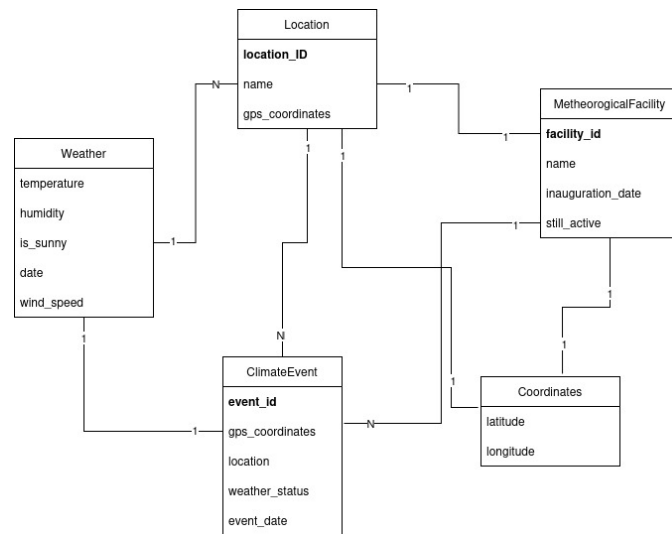 Location
location_ID
name
gps_coordinates
N
1
1
1
MetheorogicalFacility
facility_id
name
inauguration_date
still_active
1
1
1
Weather
temperature
humidity
is_sunny
date
wind_speed
1
1
N
1
1
1
ClimateEvent
event_id
gps_coordinates
location
weather_status
event_date
1
N
Coordinates
latitude
longitude